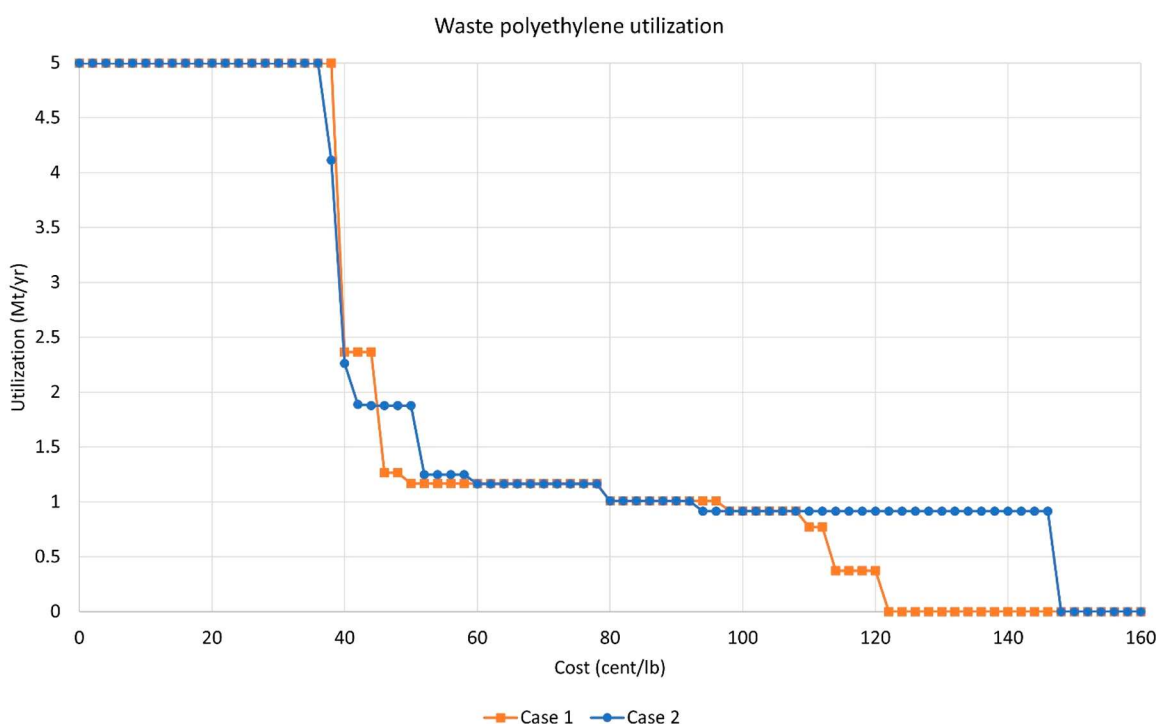 Waste polyethylene utilization
5
4.5
4
3.5
3
2.5
2
1.5
1
0.5
0
Utilization (Mt/yr)
0 20 40 60 80 100 120 140 160
Cost (cent/lb)
Case 1 Case 2